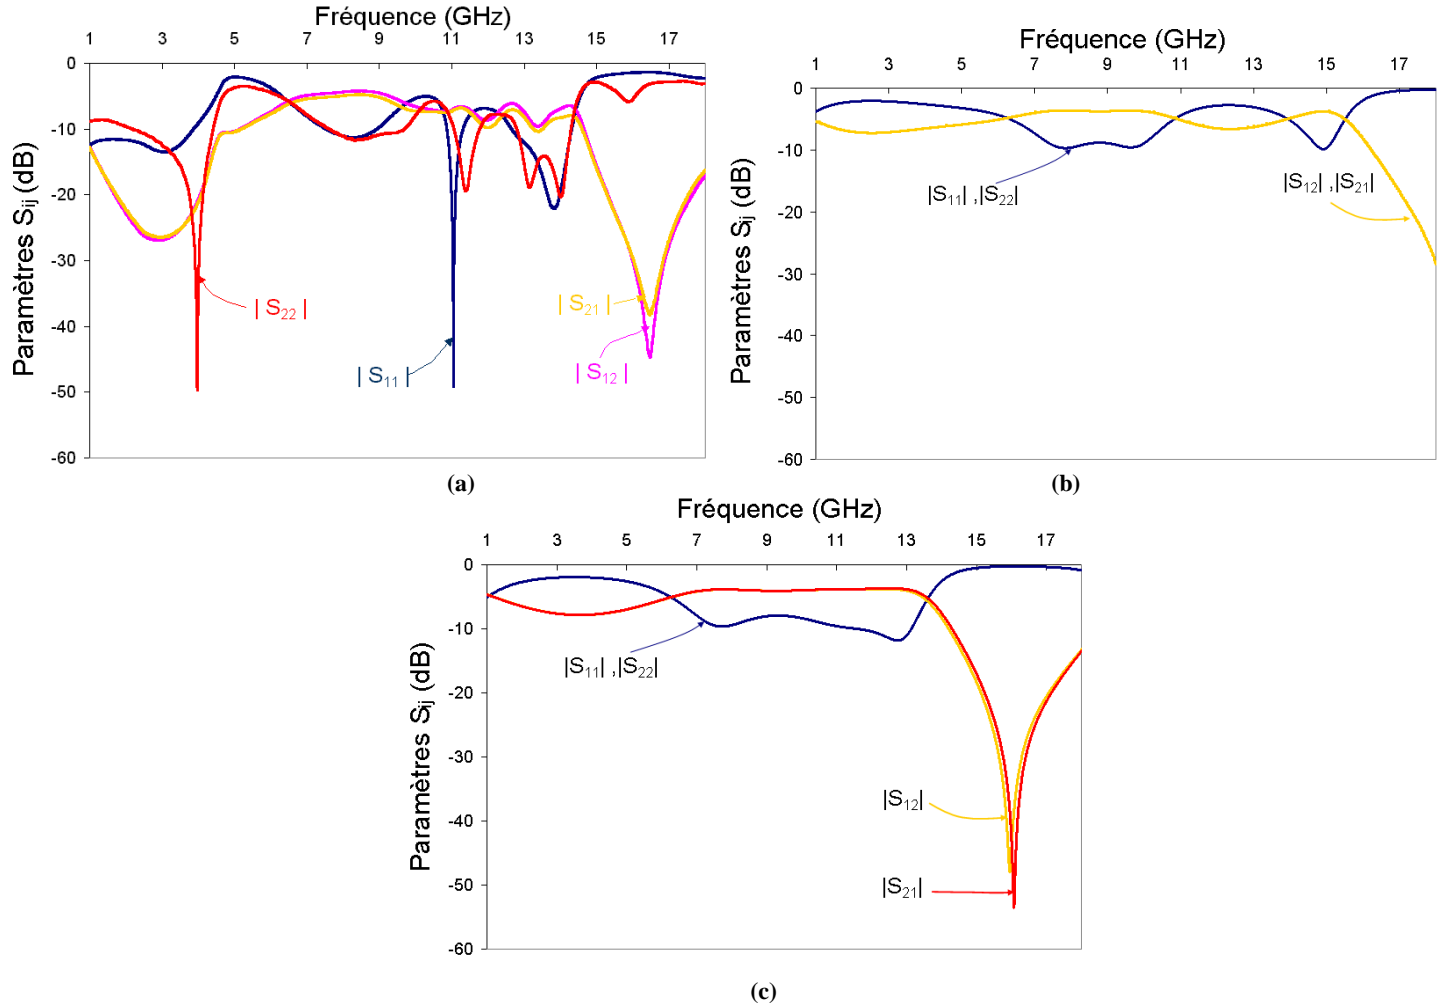 Fréquence (GHz)
1 3 5 7 9 11 13 15 17
0
-10
-20
-30
-40
-50
-60
Paramètres Sij (dB)
| S22 |
| S11 |
| S21 |
| S12 |
(a)
Fréquence (GHz)
1 3 5 7 9 11 13 15 17
0
-10
-20
-30
-40
-50
-60
Paramètres Sij (dB)
|S11| ,|S22|
|S12| ,|S21|
(b)
Fréquence (GHz)
1 3 5 7 9 11 13 15 17
0
-10
-20
-30
-40
-50
-60
Paramètres Sij (dB)
|S11| ,|S22|
|S12|
|S21|
(c)